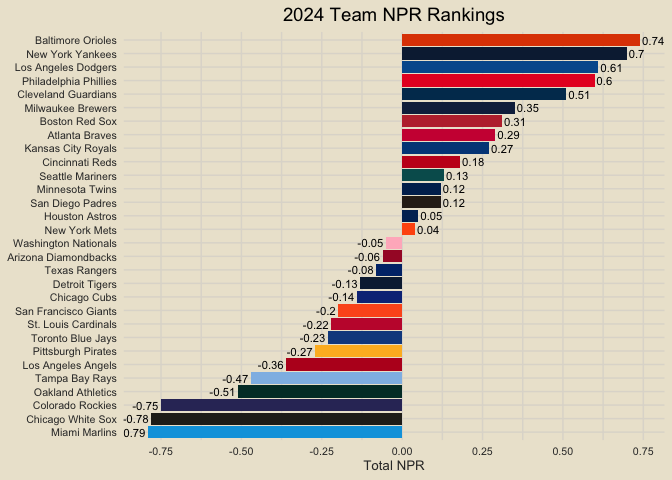 2024 Team NPR Rankings
Baltimore Orioles 0.74
New York Yankees 0.7
Los Angeles Dodgers 0.61
Philadelphia Phillies 0.6
Cleveland Guardians 0.51
Milwaukee Brewers 0.35
Boston Red Sox 0.31
Atlanta Braves 0.29
Kansas City Royals 0.27
Cincinnati Reds 0.18
Seattle Mariners 0.13
Minnesota Twins 0.12
San Diego Padres 0.12
Houston Astros 0.05
New York Mets 0.04
Washington Nationals -0.05
Arizona Diamondbacks -0.06
Texas Rangers -0.08
Detroit Tigers -0.13
Chicago Cubs -0.14
San Francisco Giants -0.2
St. Louis Cardinals -0.22
Toronto Blue Jays -0.23
Pittsburgh Pirates -0.27
Los Angeles Angels -0.36
Tampa Bay Rays -0.47
Oakland Athletics -0.51
Colorado Rockies -0.75
Chicago White Sox -0.78
Miami Marlins 0.79
-0.75 -0.50 -0.25 0.00 0.25 0.50 0.75
Total NPR